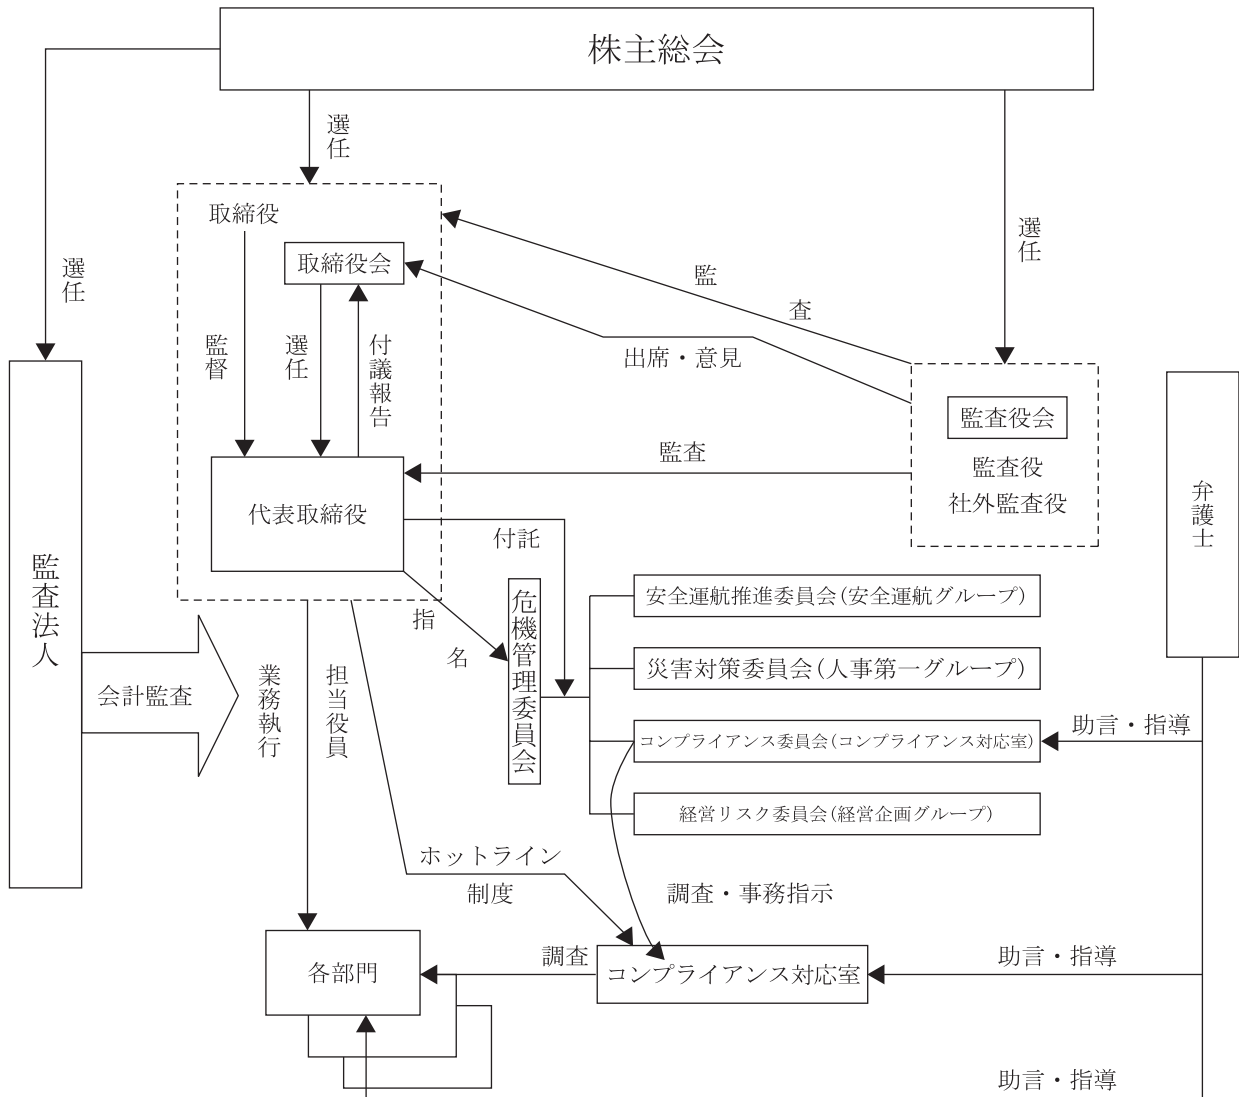 株主総会
選任
選任
選任
取締役
取締役会
監督
選任
付議報告
監査
出席・意見
監査役会
監査役
社外監査役
監査
代表取締役
付託
指名
監査法人
会計監査
業務執行
担当役員
危機管理委員会
安全運航推進委員会(安全運航グループ)
災害対策委員会(人事第一グループ)
コンプライアンス委員会(コンプライアンス対応室)
経営リスク委員会(経営企画グループ)
弁護士
助言・指導
ホットライン
制度
調査・事務指示
各部門
調査
コンプライアンス対応室
助言・指導
助言・指導